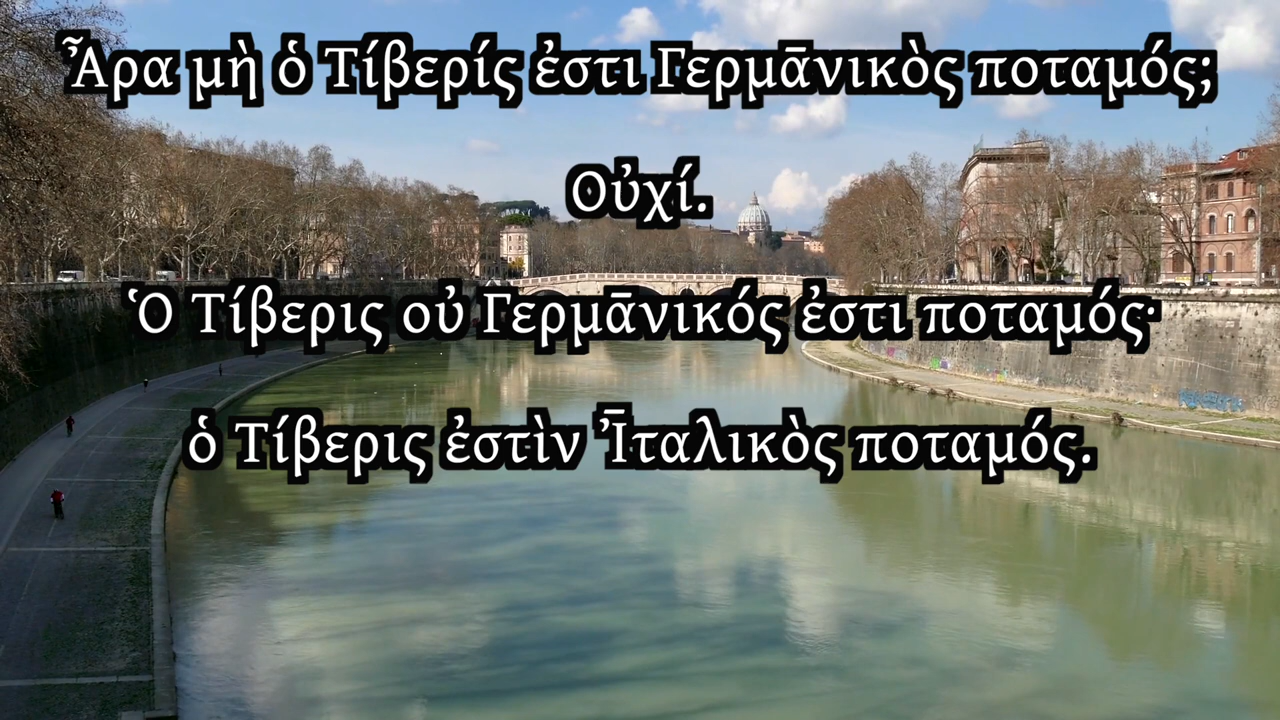 Ἆρα μὴ ὁ Τίβερίς ἐστι Γερμᾱνικὸς ποταμός;
Οὐχί.
Ὁ Τίβερις οὐ Γερμᾱνικός ἐστι ποταμός·
ὁ Τίβερις ἐστὶν Ἰ̄ταλικὸς ποταμός.